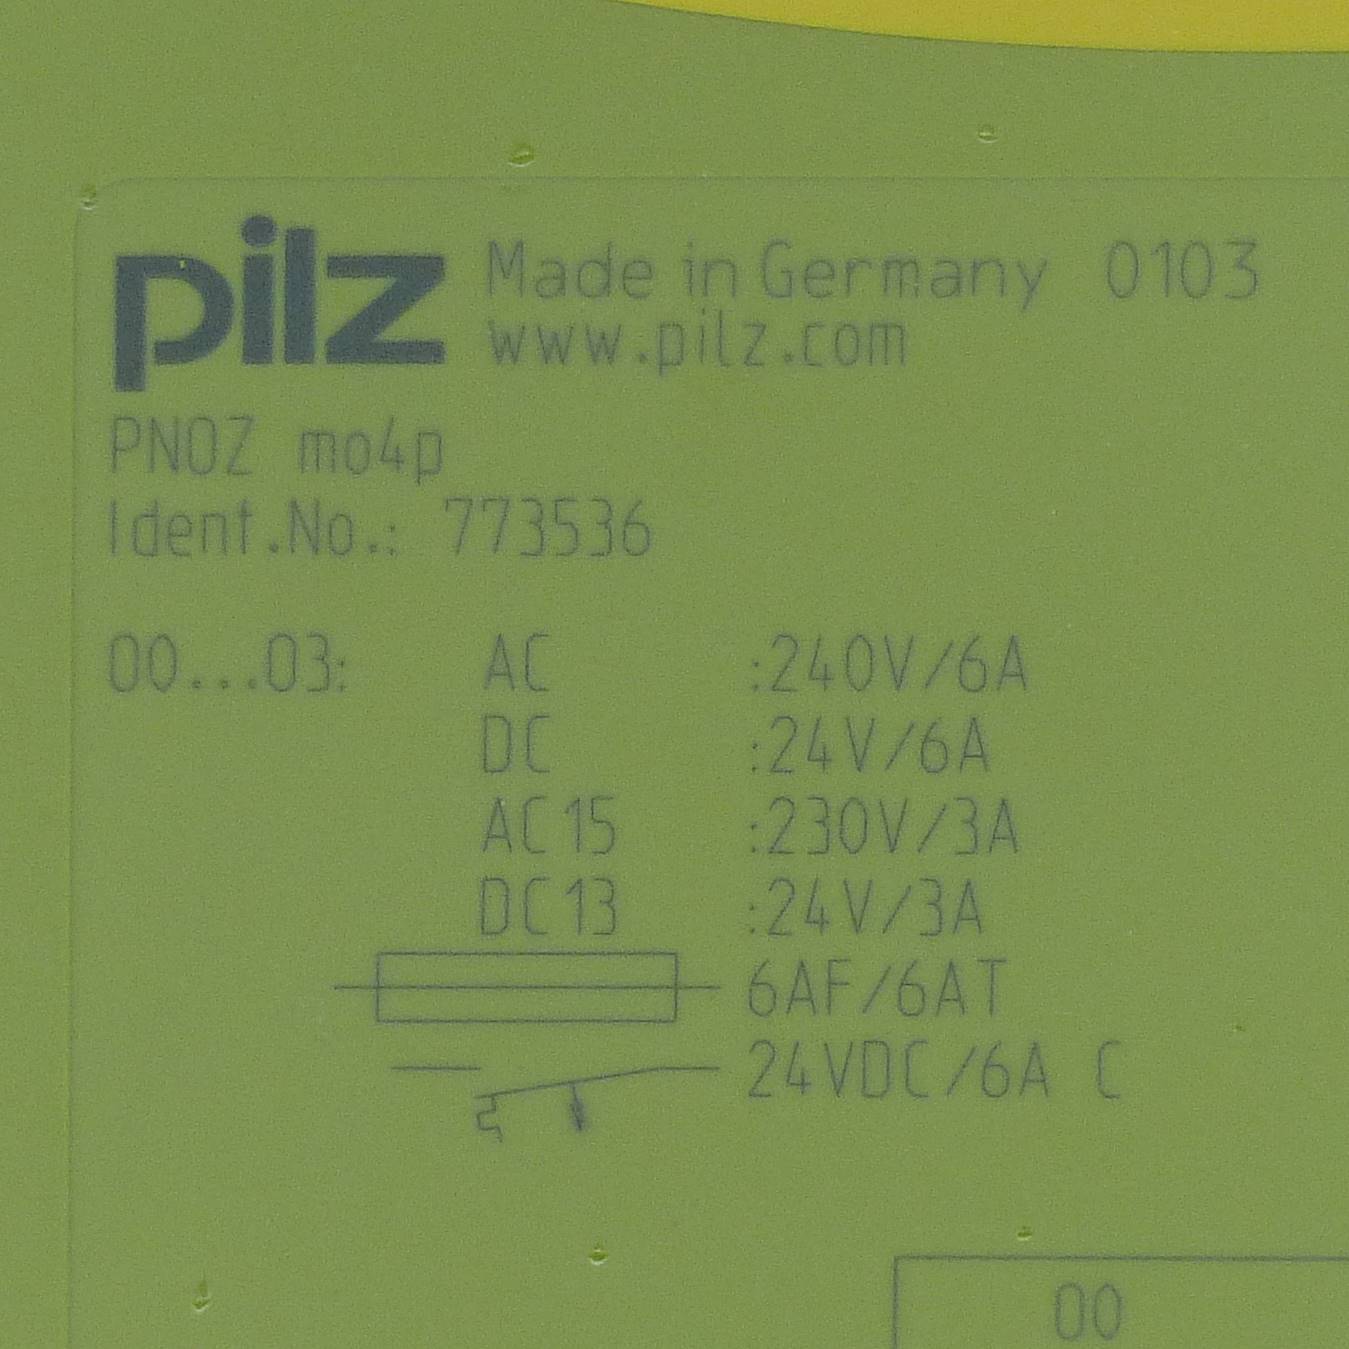 pilz Made in Germany 0103
www.pilz.com
PNOZ mo4p
Ident.No.: 773536
00...03: AC :240V/6A
DC :24V/6A
AC15 :230V/3A
DC13 :24V/3A
6AF/6AT
24VDC/6A C
00